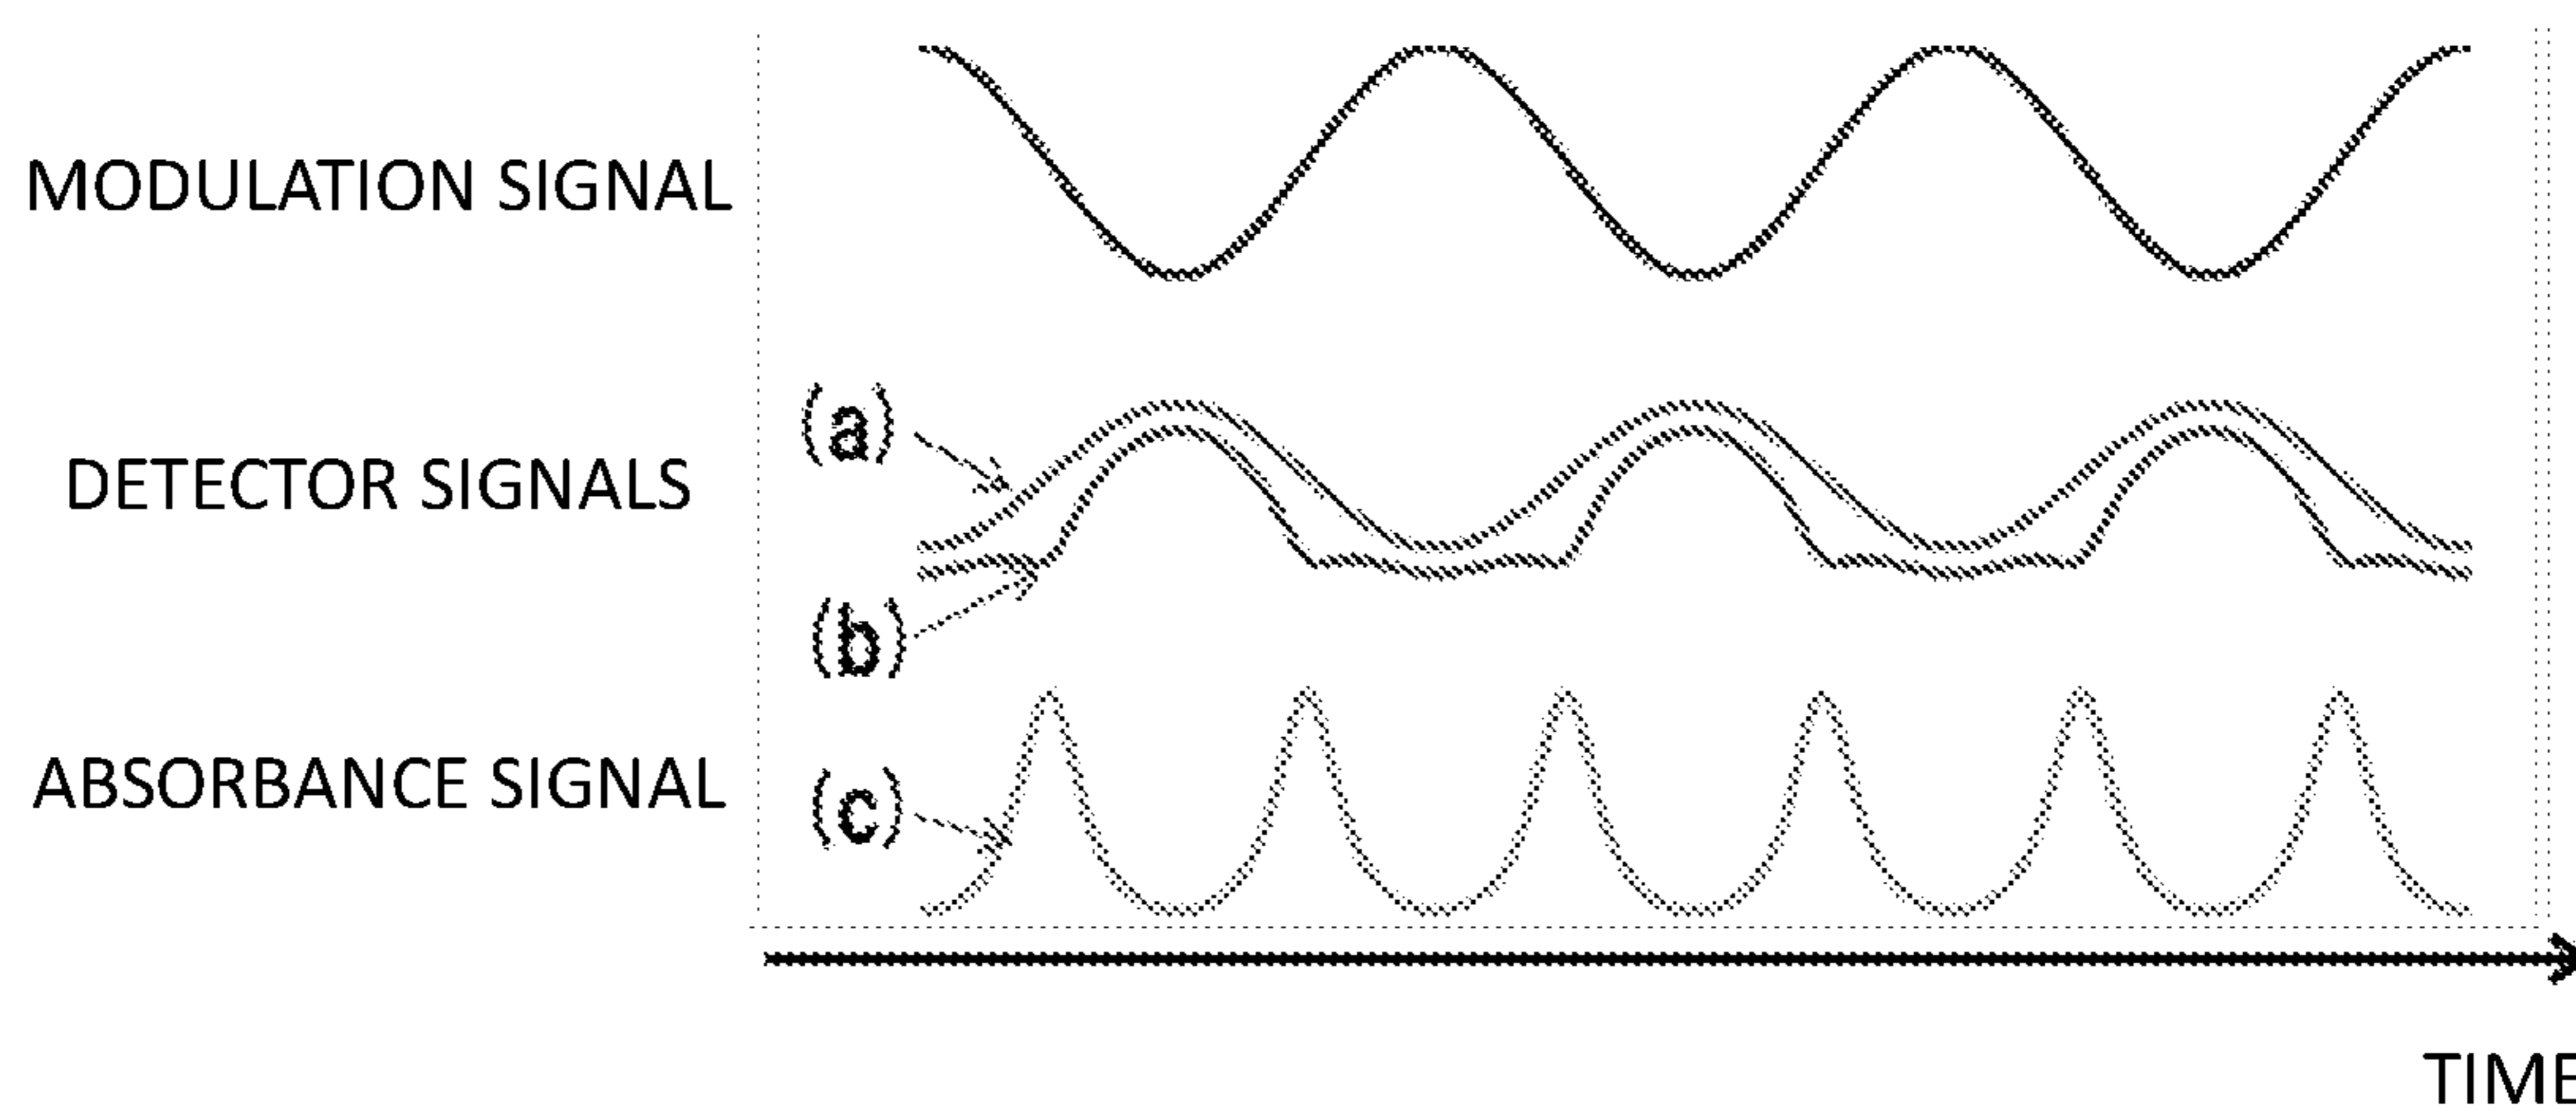 MODULATION SIGNAL
(a)
DETECTOR SIGNALS
(b)
ABSORBANCE SIGNAL
(c)
TIME